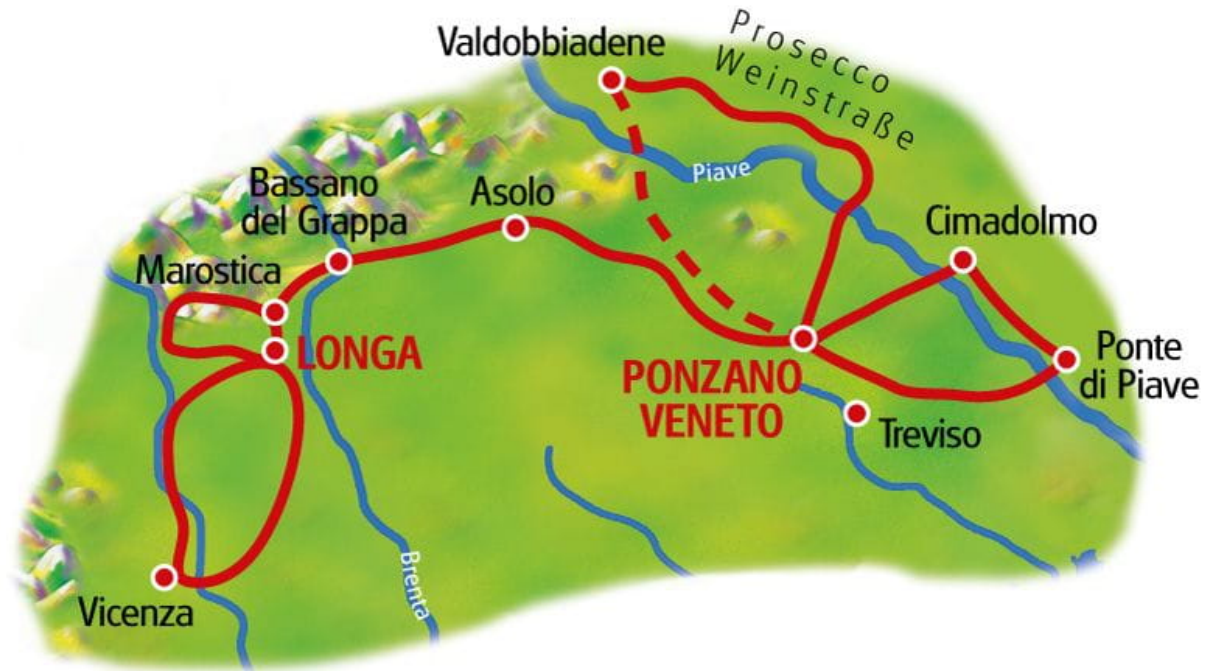 Valdobbiadene
Prosecco
Weinstraße
Piave
Bassano
del Grappa
Asolo
Cimadolmo
Marostica
LONGA
PONZANO
VENETO
Ponte
di Piave
Treviso
Brenta
Vicenza